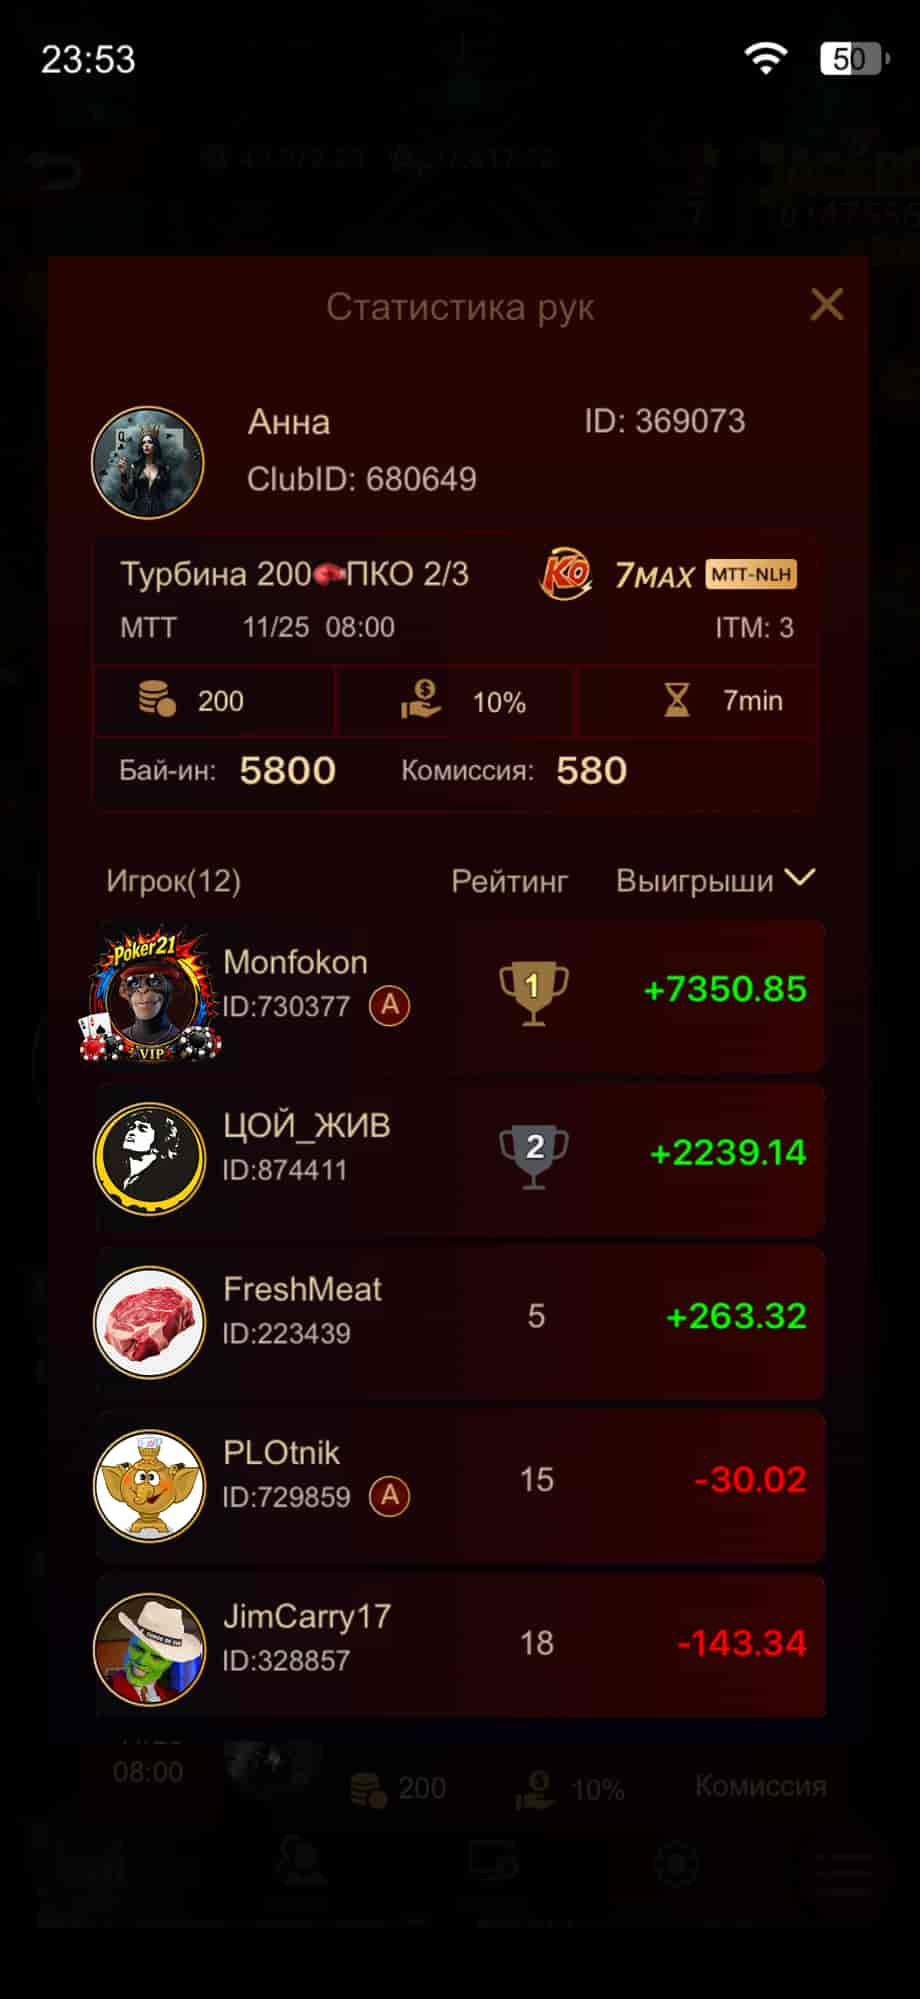 23:53
50
Статистика рук
Анна
ID: 369073
ClubID: 680649
Турбина 200🥊ПКО 2/3
KO
7MAX
MTT-NLH
MTT
11/25 08:00
ITM: 3
200
10%
7min
Бай-ин: 5800
Комиссия: 580
Игрок(12)
Рейтинг
Выигрыши
Poker21
VIP
Monfokon
ID:730377
A
1
+7350.85
ЦОЙ_ЖИВ
ID:874411
2
+2239.14
FreshMeat
ID:223439
5
+263.32
PLOtnik
ID:729859
A
15
-30.02
JimCarry17
ID:328857
18
-143.34
08:00
200
10%
Комиссия